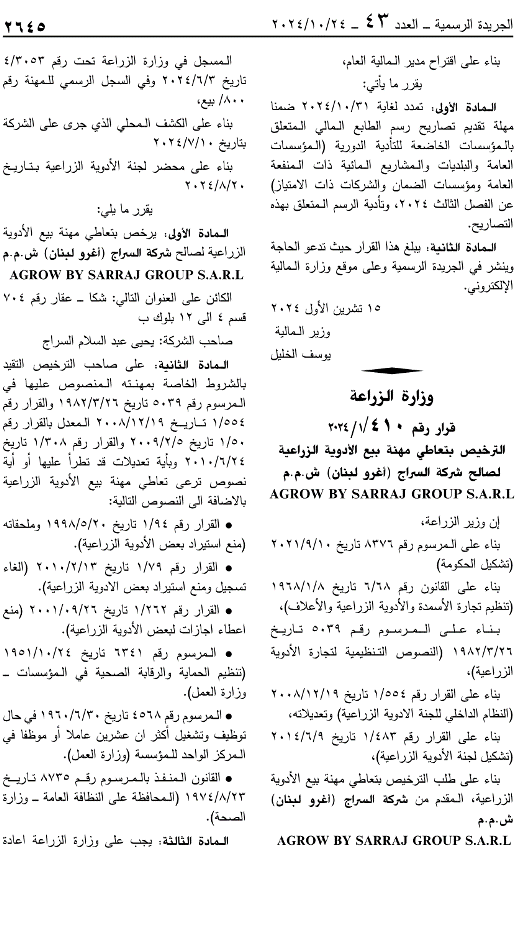 الجريدة الرسمية ــ العدد ٤٣ ــ ٢٠٢٤/١٠/٢٤
٢٦٤٥
بناء على اقتراح مدير المالية العام،
يقرر ما يأتي:
المادة الأولى: تمدد لغاية ٢٠٢٤/١٠/٣١ ضمنا
مهلة تقديم تصاريح رسم الطابع المالي المتعلق
بالمؤسسات الخاضعة للتأدية الدورية (المؤسسات
العامة والبلديات والمشاريع المائية ذات المنفعة
العامة ومؤسسات الضمان والشركات ذات الامتياز)
عن الفصل الثالث ٢٠٢٤، وتأدية الرسم المتعلق بهذه
التصاريح.
المادة الثانية: يبلغ هذا القرار حيث تدعو الحاجة
وينشر في الجريدة الرسمية وعلى موقع وزارة المالية
الإلكتروني.
١٥ تشرين الأول ٢٠٢٤
وزير المالية
يوسف الخليل
وزارة الزراعة
قرار رقم ١/٤١٠/ ٢٠٢٤
الترخيص بتعاطي مهنة بيع الأدوية الزراعية
لصالح شركة السراج (أغرو لبنان) ش.م.م
AGROW BY SARRAJ GROUP S.A.R.L
إن وزير الزراعة،
بناء على المرسوم رقم ٨٣٧٦ تاريخ ٢٠٢١/٩/١٠
(تشكيل الحكومة)
بناء على القانون رقم ٦/٦٨ تاريخ ١٩٦٨/١/٨
(تنظيم تجارة الأسمدة والأدوية الزراعية والأعلاف)،
بناء على المرسوم رقم ٥٠٣٩ تاريخ
١٩٨٢/٣/٢٦ (النصوص التنظيمية لتجارة الأدوية
الزراعية)،
بناء على القرار رقم ١/٥٥٤ تاريخ ٢٠٠٨/١٢/١٩
(النظام الداخلي للجنة الادوية الزراعية) وتعديلاته،
بناء على القرار رقم ١/٤٨٣ تاريخ ٢٠١٤/٦/٩
(تشكيل لجنة الأدوية الزراعية)،
بناء على طلب الترخيص بتعاطي مهنة بيع الأدوية
الزراعية، المقدم من شركة السراج (أغرو لبنان)
ش.م.م
AGROW BY SARRAJ GROUP S.A.R.L
المسجل في وزارة الزراعة تحت رقم ٤/٣٠٥٣
تاريخ ٢٠٢٤/٦/٣ وفي السجل الرسمي للمهنة رقم
٨٠٠/ بيع،
بناء على الكشف المحلي الذي جرى على الشركة
بتاريخ ٢٠٢٤/٧/١٠
بناء على محضر لجنة الأدوية الزراعية بتاريخ
٢٠٢٤/٨/٢٠
يقرر ما يلي:
المادة الأولى: يرخص بتعاطي مهنة بيع الأدوية
الزراعية لصالح شركة السراج (أغرو لبنان) ش.م.م
AGROW BY SARRAJ GROUP S.A.R.L
الكائن على العنوان التالي: شكا ــ عقار رقم ٧٠٤
قسم ٤ الى ١٢ بلوك ب
صاحب الشركة: يحيى عبد السلام السراج
المادة الثانية: على صاحب الترخيص التقيد
بالشروط الخاصة بمهنته المنصوص عليها في
المرسوم رقم ٥٠٣٩ تاريخ ١٩٨٢/٣/٢٦ والقرار رقم
١/٥٥٤ تاريخ ٢٠٠٨/١٢/١٩ المعدل بالقرار رقم
١/٥٠ تاريخ ٢٠٠٩/٢/٥ والقرار رقم ١/٣٠٨ تاريخ
٢٠١٠/٦/٢٤ وبأية تعديلات قد تطرأ عليها أو أية
نصوص ترعى تعاطي مهنة بيع الأدوية الزراعية
بالاضافة الى النصوص التالية:
● القرار رقم ١/٩٤ تاريخ ١٩٩٨/٥/٢٠ وملحقاته
(منع استيراد بعض الأدوية الزراعية).
● القرار رقم ١/٧٩ تاريخ ٢٠١٠/٢/١٣ (الغاء
تسجيل ومنع استيراد بعض الادوية الزراعية).
● القرار رقم ١/٢٦٢ تاريخ ٢٠٠١/٠٩/٢٦ (منع
اعطاء اجازات لبعض الأدوية الزراعية).
● المرسوم رقم ٦٣٤١ تاريخ ١٩٥١/١٠/٢٤
(تنظيم الحماية والرقابة الصحية في المؤسسات ــ
وزارة العمل).
● المرسوم رقم ٤٥٦٨ تاريخ ١٩٦٠/٦/٣٠ في حال
توظيف وتشغيل أكثر ان عشرين عاملا أو موظفا في
المركز الواحد للمؤسسة (وزارة العمل).
● القانون المنفذ بالمرسوم رقم ٨٧٣٥ تاريخ
١٩٧٤/٨/٢٣ (المحافظة على النظافة العامة ــ وزارة
الصحة).
المادة الثالثة: يجب على وزارة الزراعة اعادة